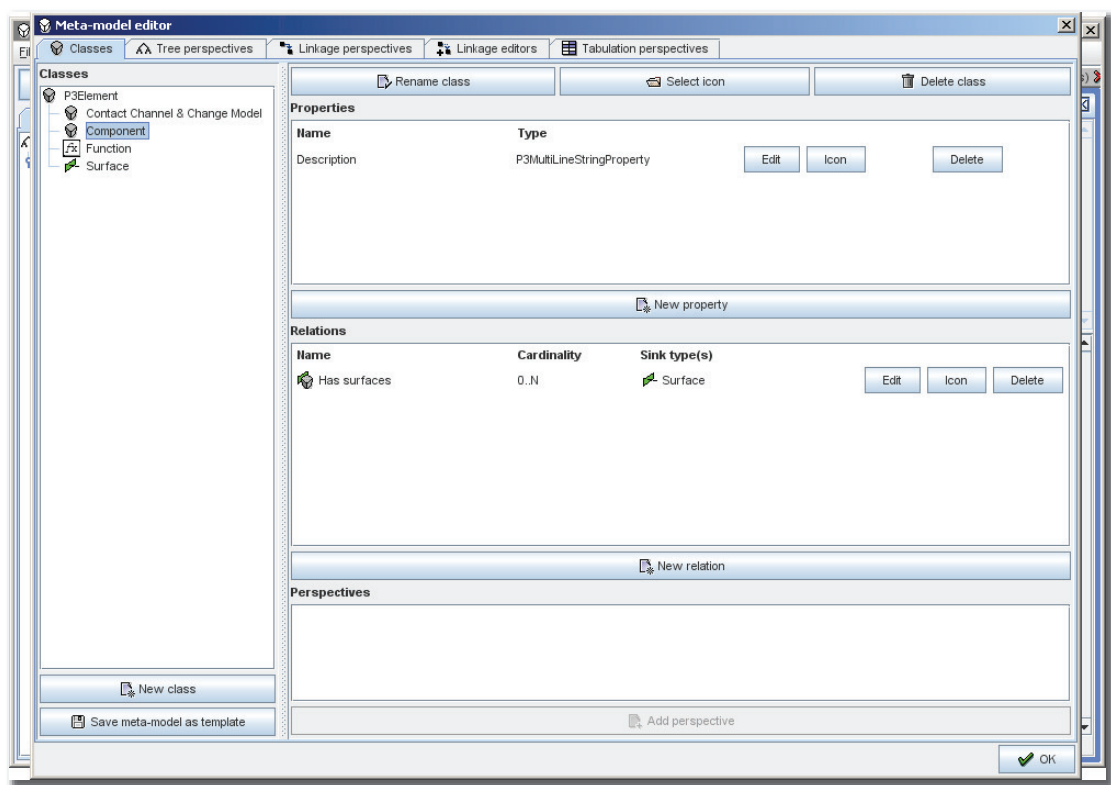 Meta-model editor
Classes Tree perspectives Linkage perspectives Linkage editors Tabulation perspectives
Classes
P3Element
Contact Channel & Change Model
Component
fx Function
Surface
New class
Save meta-model as template
Rename class Select icon Delete class
Properties
Name Type
Description P3MultiLineStringProperty Edit Icon Delete
New property
Relations
Name Cardinality Sink type(s)
Has surfaces 0..N Surface Edit Icon Delete
New relation
Perspectives
Add perspective
OK